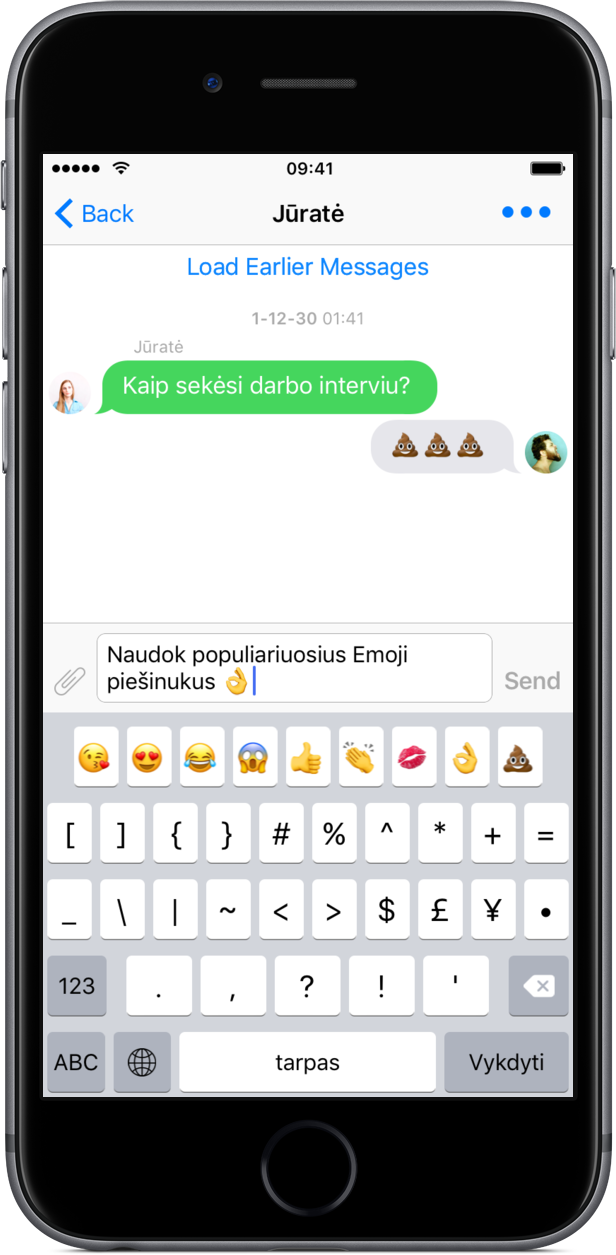 09:41
Back Jūratė •••
Load Earlier Messages
1-12-30 01:41
Jūratė
Kaip sekėsi darbo interviu?
💩💩💩
Naudok populiariuosius Emoji
piešinukus 👌
Send
😘 😍 😂 😱 👍 👏 💋 👌 💩
[ ] { } # % ^ * + =
_ \ | ~ < > $ £ ¥ •
123 . , ? ! '
ABC tarpas Vykdyti